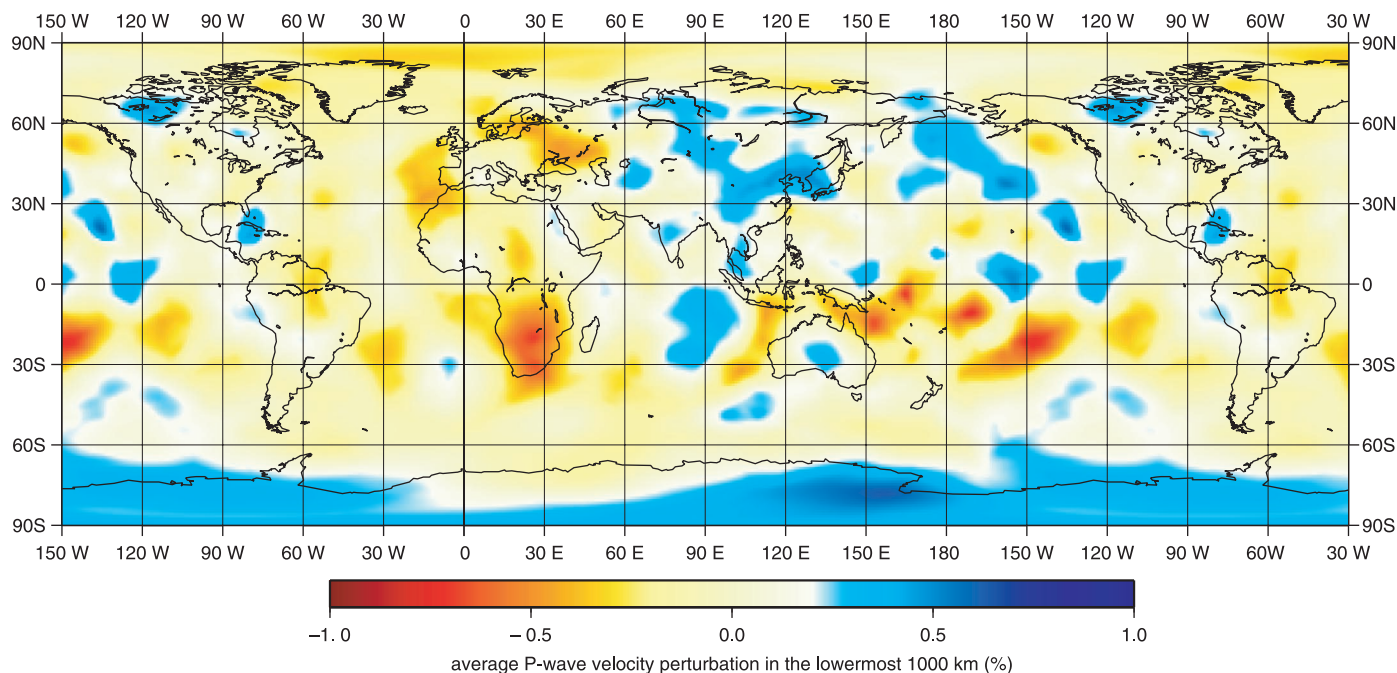 150 W 120 W 90 W 60 W 30 W 0 30 E 60 E 90 E 120 E 150 E 180 150 W 120 W 90 W 60W 30 W
90N 90N
60N 60N
30N 30N
0 0
30S 30S
60S 60S
90S 90S
150 W 120 W 90 W 60 W 30 W 0 30 E 60 E 90 E 120 E 150 E 180 150 W 120 W 90 W 60W 30 W
−1. 0 − 0.5 0.0 0.5 1.0
average P-wave velocity perturbation in the lowermost 1000 km (%)